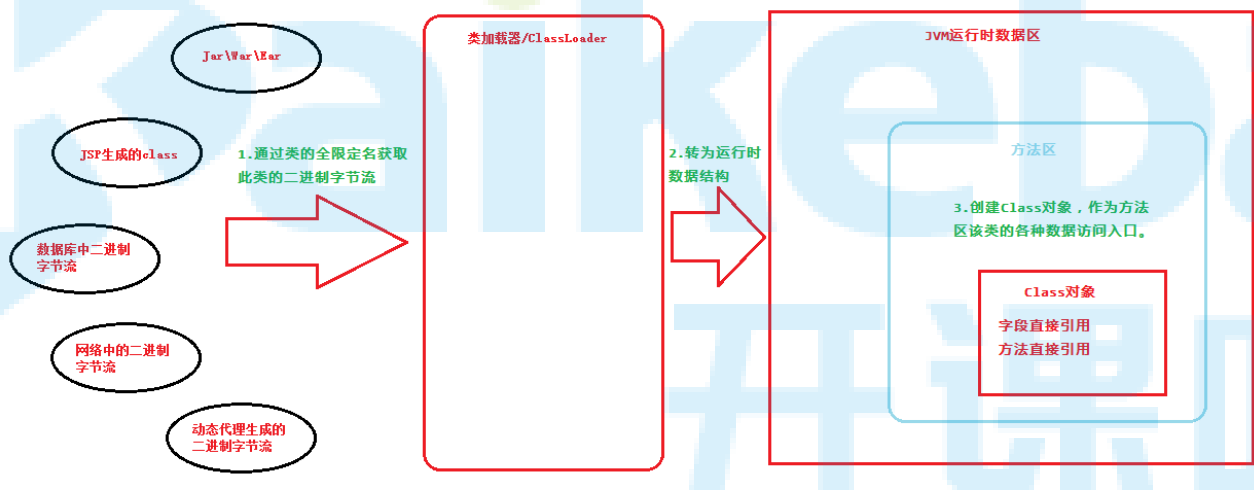 Jar\War\Ear
JSP生成的class
数据库中二进制
字节流
网络中的二进制
字节流
动态代理生成的
二进制字节流
1.通过类的全限定名获取
此类的二进制字节流
类加载器/ClassLoader
2.转为运行时
数据结构
JVM运行时数据区
方法区
3.创建Class对象，作为方法
区该类的各种数据访问入口。
Class对象
字段直接引用
方法直接引用
Kaikeba
开课